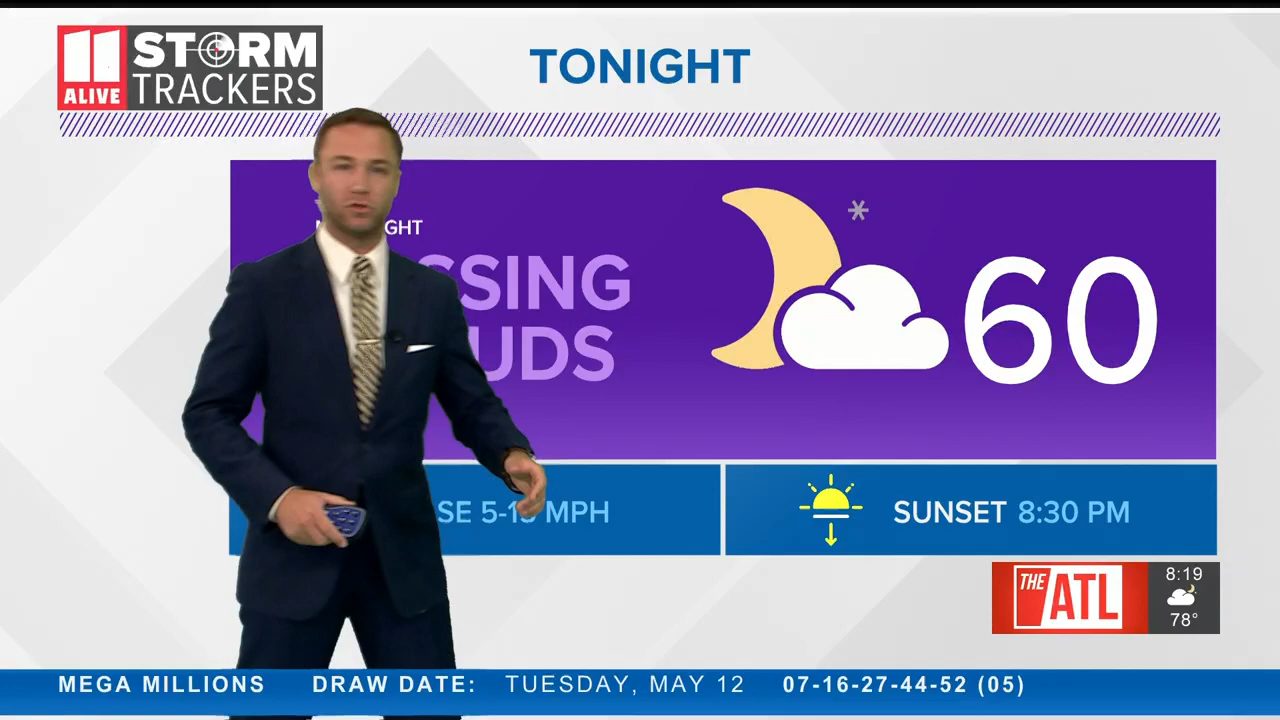 11 ALIVE
STORM
TRACKERS
TONIGHT
GHT
SSING
UDS
60
SE 5-15 MPH
SUNSET 8:30 PM
THE ATL
8:19
78°
MEGA MILLIONS DRAW DATE: TUESDAY, MAY 12 07-16-27-44-52 (05)